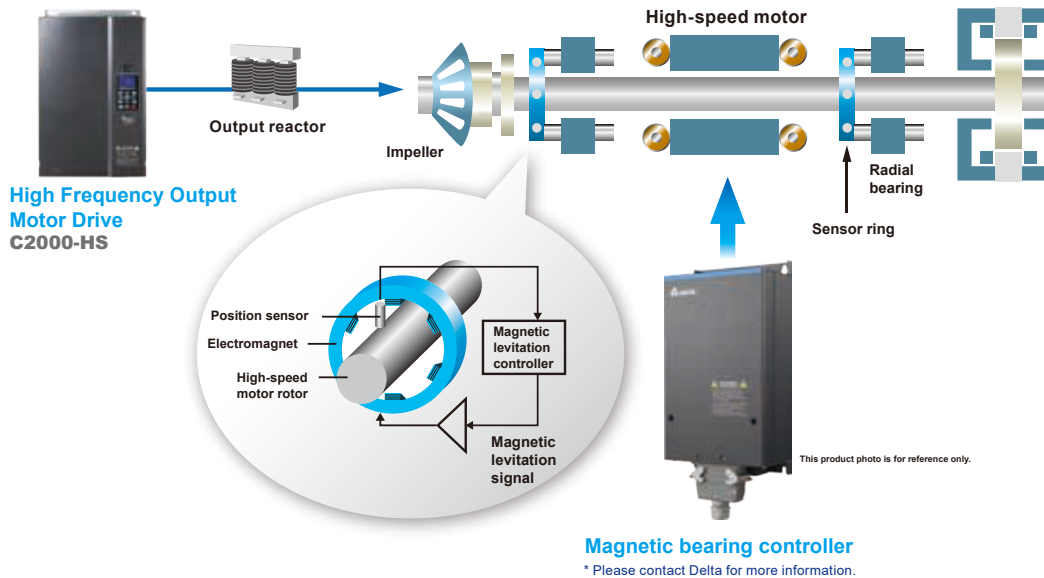 High-speed motor
Output reactor
Impeller
Radial
bearing
Sensor ring
High Frequency Output
Motor Drive
C2000-HS
Position sensor
Electromagnet
High-speed
motor rotor
Magnetic
levitation
controller
Magnetic
levitation
signal
This product photo is for reference only.
Magnetic bearing controller
* Please contact Delta for more information.